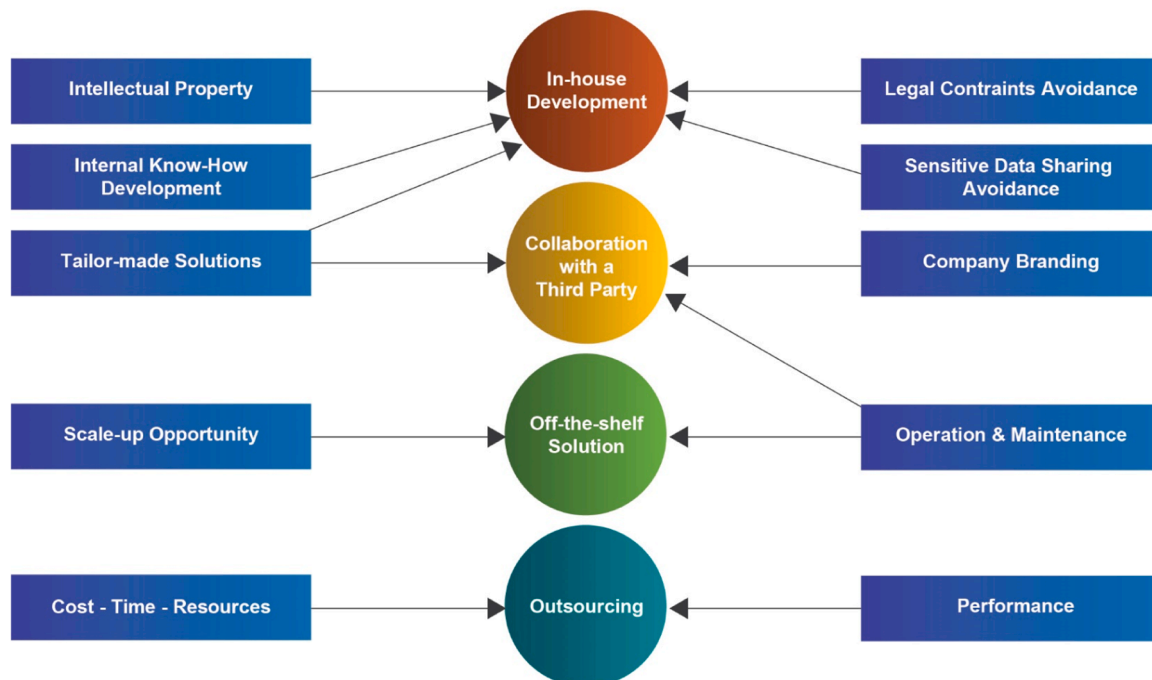 Intellectual Property
In-house
Development
Legal Contraints Avoidance
Internal Know-How
Development
Sensitive Data Sharing
Avoidance
Tailor-made Solutions
Collaboration
with a
Third Party
Company Branding
Scale-up Opportunity
Off-the-shelf
Solution
Operation & Maintenance
Cost - Time - Resources
Outsourcing
Performance